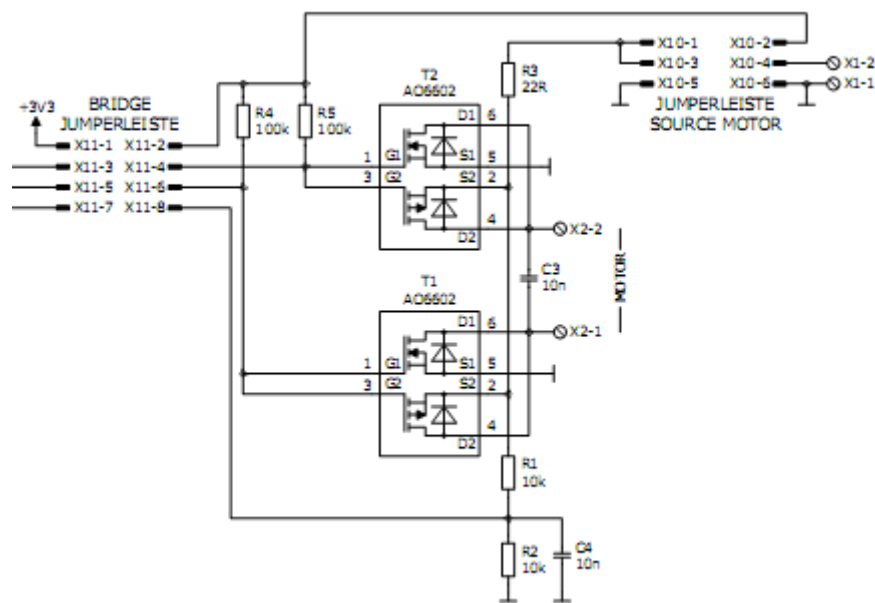 X10-1 X10-2
X10-3 X10-4 X1-2
X10-5 X10-6 X1-1
JUMPERLEISTE
SOURCE MOTOR
R3
22R
T2
AO6602
+3V3
BRIDGE
JUMPERLEISTE
R4
100k
R5
100k
X11-1 X11-2
X11-3 X11-4
X11-5 X11-6
X11-7 X11-8
D1 6
1 G1 S1 5
3 G2 S2 2
4
D2
X2-2
C3
10n
MOTOR
T1
AO6602
D1 6
X2-1
1 G1 S1 5
3 G2 S2 2
4
D2
R1
10k
R2
10k
C4
10n